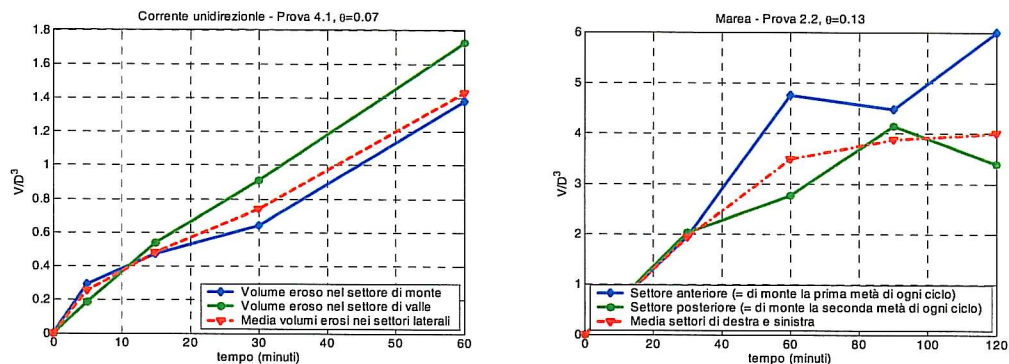 Corrente unidirezionle - Prova 4.1, θ=0.07
1.8
1.6
1.4
1.2
1
0.8
0.6
0.4
0.2
0
V/D³
Volume eroso nel settore di monte
Volume eroso nel settore di valle
Media volumi erosi nei settori laterali
0 10 20 30 40 50 60
tempo (minuti)
Marea - Prova 2.2, θ=0.13
6
5
4
3
2
1
0
V/D³
Settore anteriore (= di monte la prima metà di ogni ciclo)
Settore posteriore (= di monte la seconda metà di ogni ciclo)
Media settori di destra e sinistra
0 20 40 60 80 100 120
tempo (minuti)